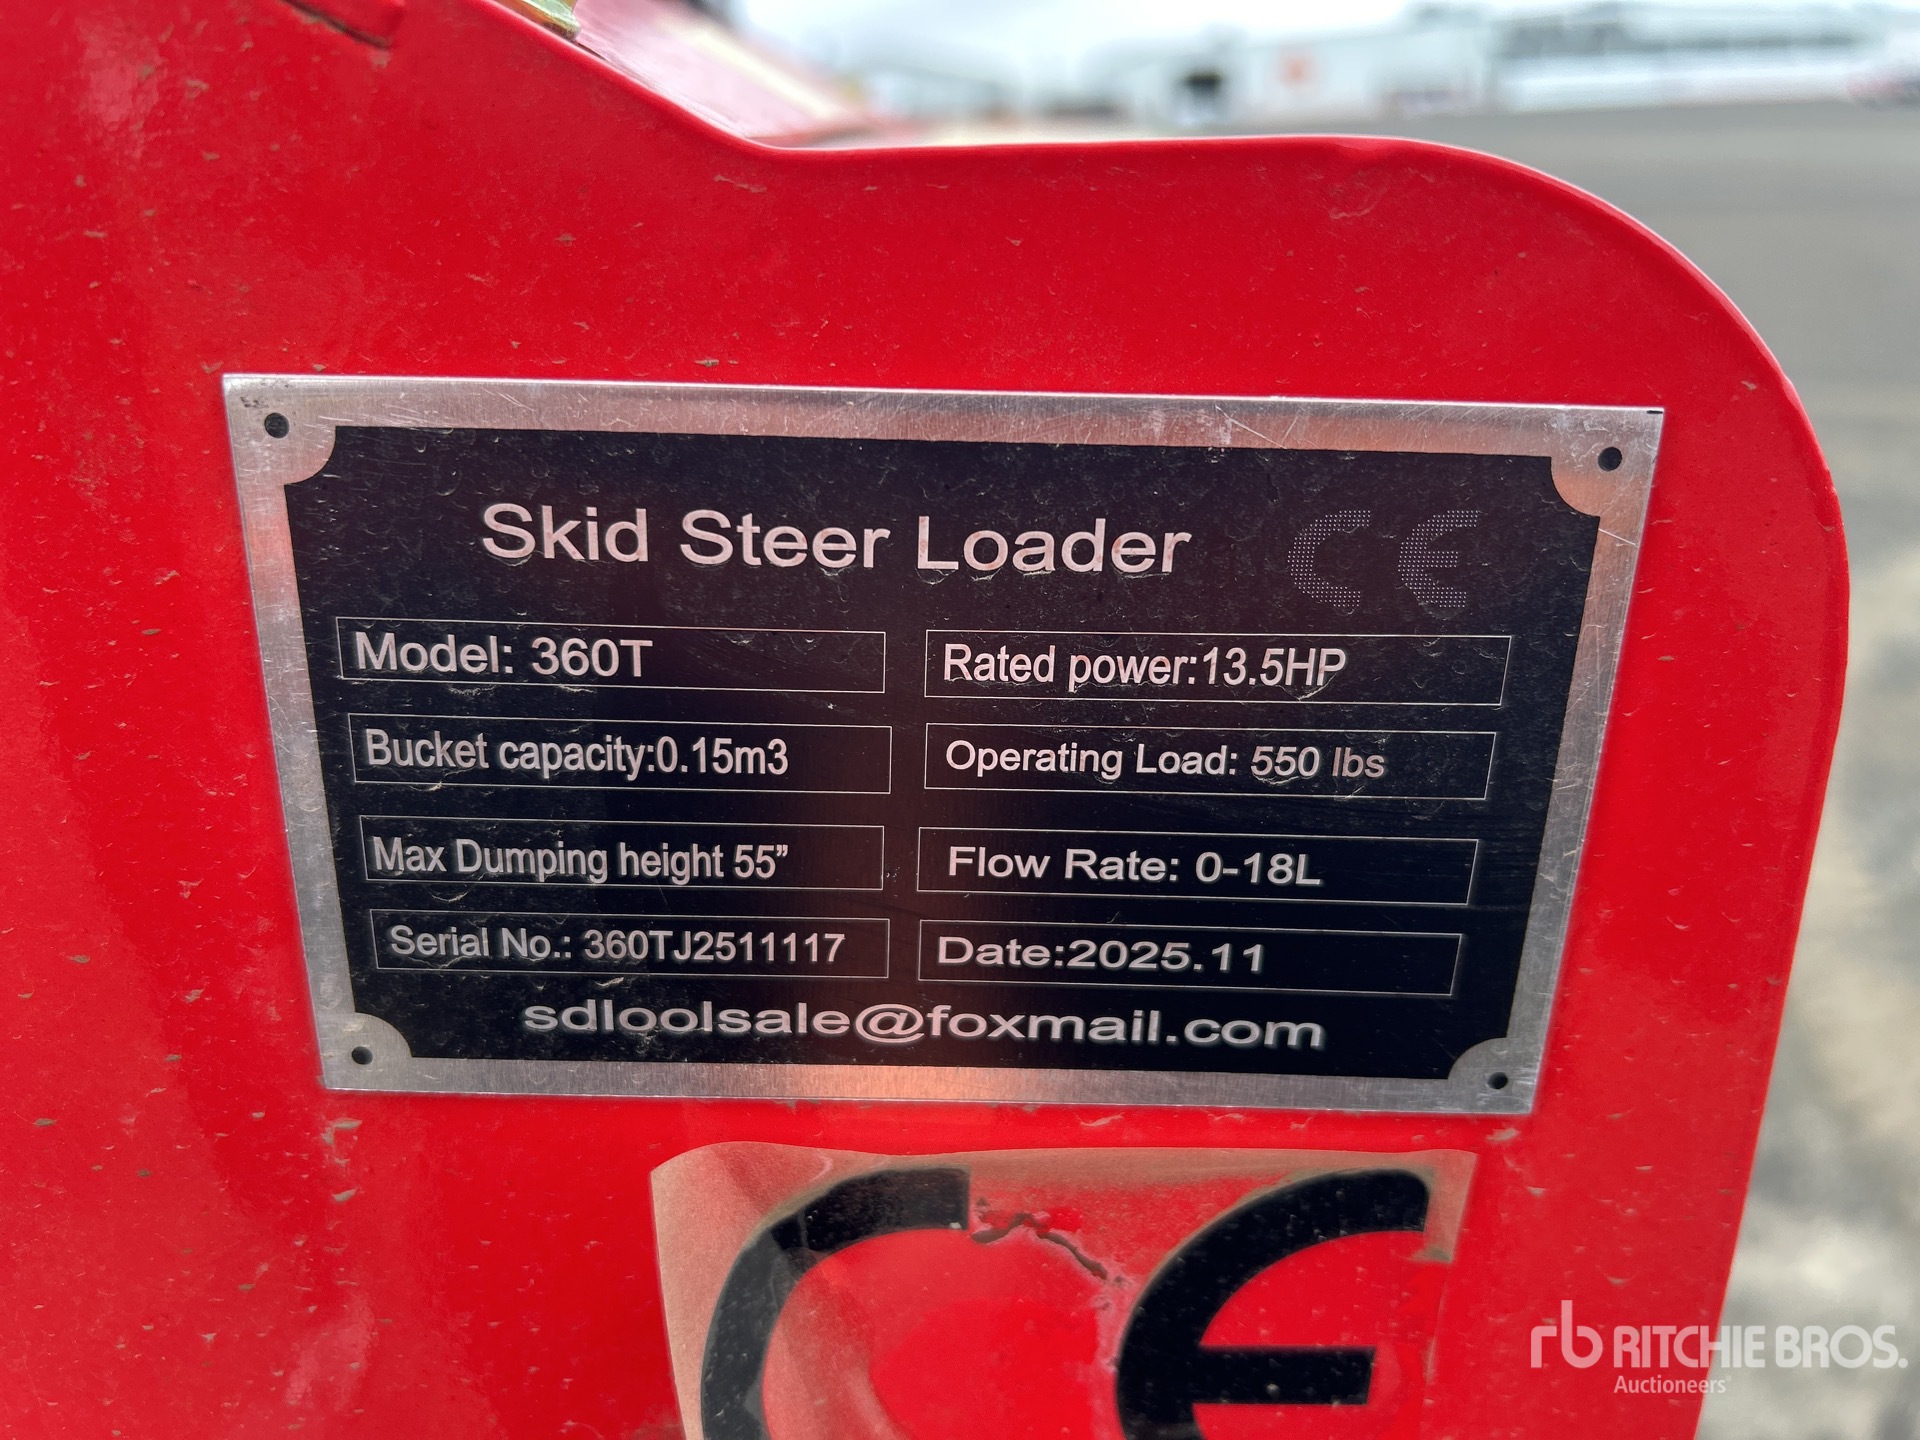 Skid Steer Loader CE
Model: 360T
Rated power:13.5HP
Bucket capacity:0.15m3
Operating Load: 550 lbs
Max Dumping height 55”
Flow Rate: 0-18L
Serial No.: 360TJ2511117
Date:2025.11
sdloolsale@foxmail.com
CE
rb RITCHIE BROS.
Auctioneers